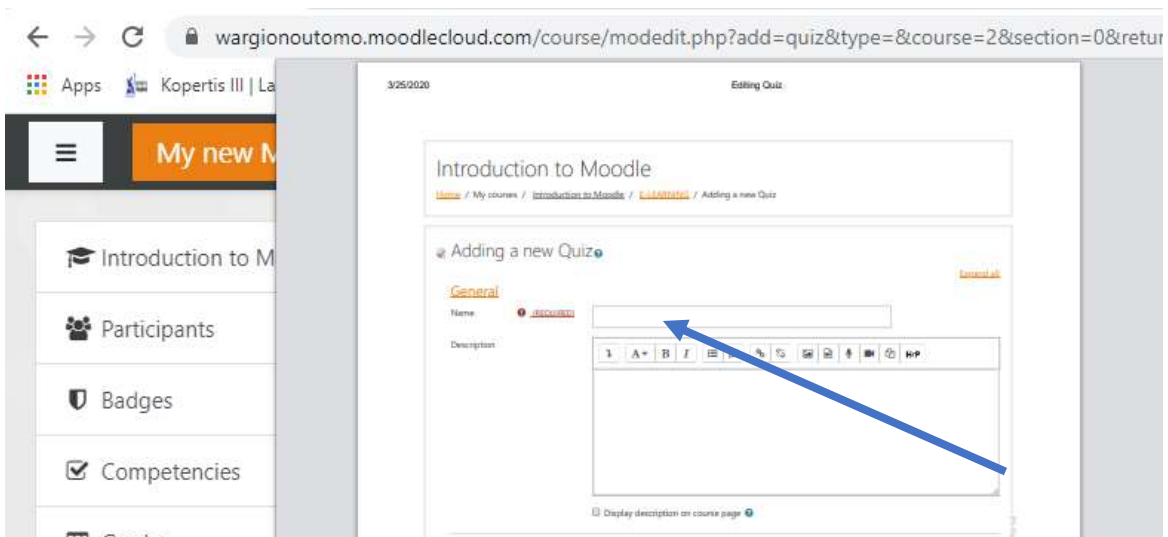 wargionoutomo.moodlecloud.com/course/modedit.php?add=quiz&type=&course=2&section=0&retur
Apps Kopertis III | La
My new M
Introduction to M
Participants
Badges
Competencies
3/25/2020 Editing Quiz
Introduction to Moodle
Home / My courses / Introduction to Moodle / E-LEARNING / Adding a new Quiz
Adding a new Quiz
Expand all
General
Name (REQUIRED)
Description
A B I H-P
Display description on course page